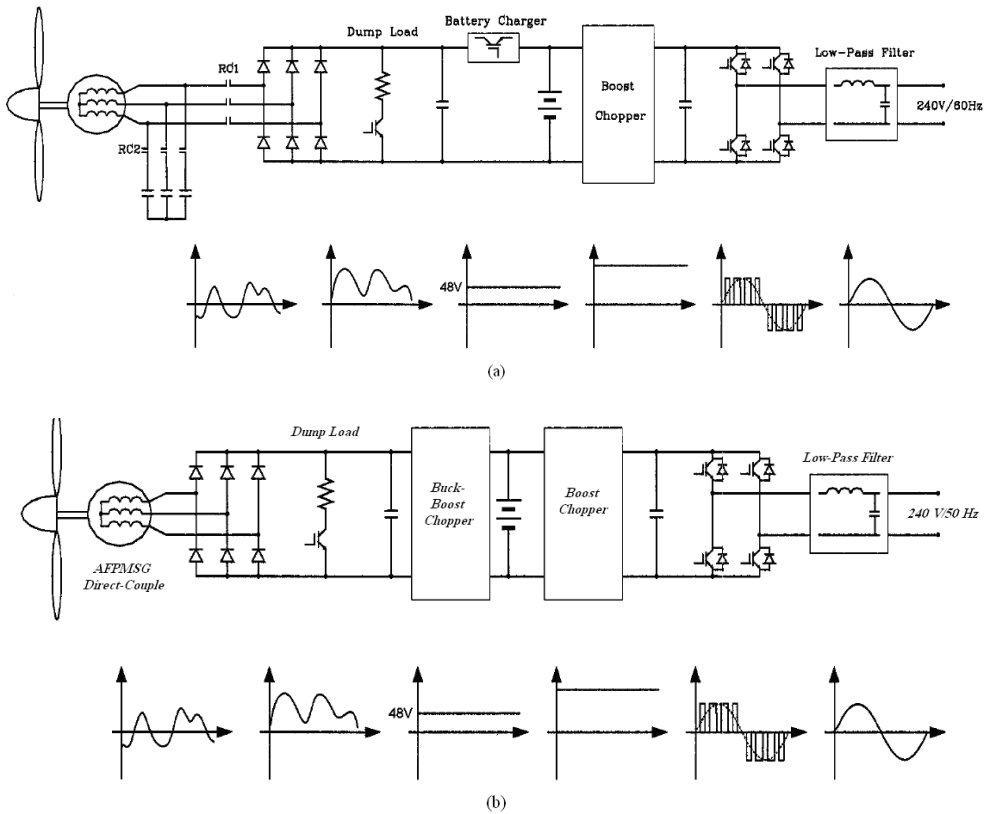 Battery Charger
Dump Load
Low-Pass Filter
RC1
Boost
Chopper
240V/60Hz
RC2
48V
(a)
Dump Load
Low-Pass Filter
Buck-
Boost
Chopper
Boost
Chopper
240 V/50 Hz
AFPMSG
Direct-Couple
48V
(b)